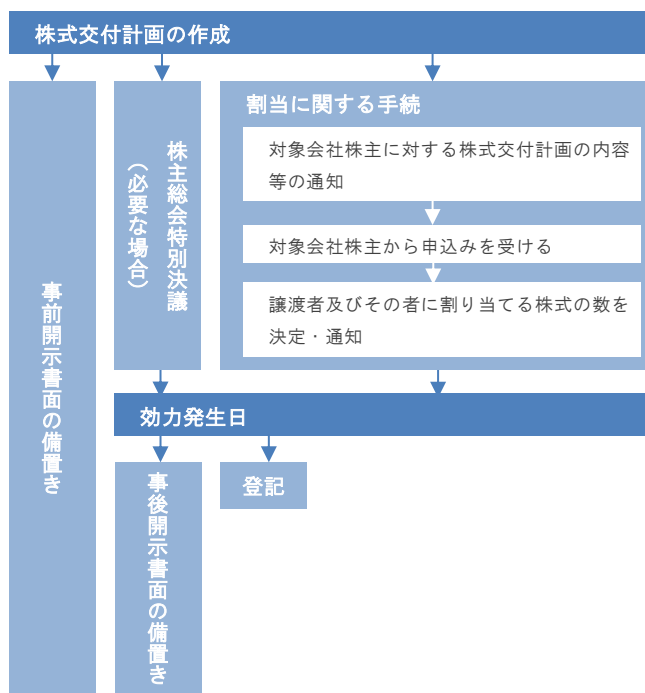 株式交付計画の作成
事前開示書面の備置き
株主総会特別決議
（必要な場合）
割当に関する手続
対象会社株主に対する株式交付計画の内容
等の通知
対象会社株主から申込みを受ける
譲渡者及びその者に割り当てる株式の数を
決定・通知
効力発生日
事後開示書面の備置き
登記